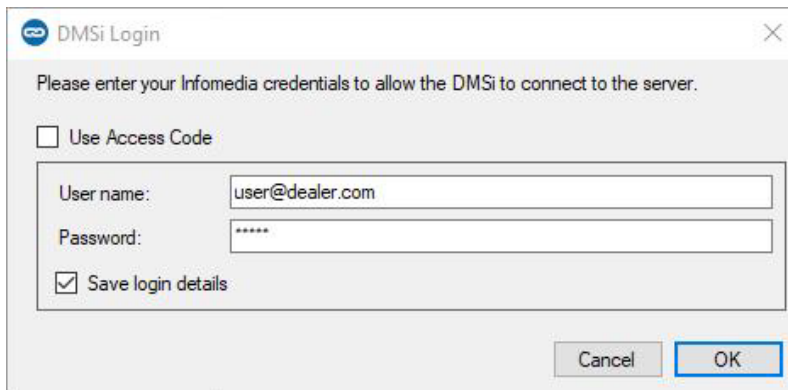 DMSi Login
Please enter your Infomedia credentials to allow the DMSi to connect to the server.
Use Access Code
User name: user@dealer.com
Password: *****
Save login details
Cancel OK